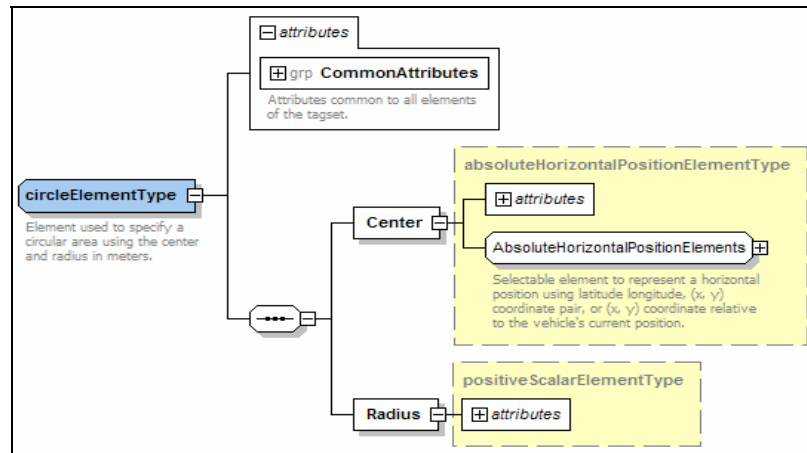 attributes
grp CommonAttributes
Attributes common to all elements
of the tagset.
circleElementType
Element used to specify a
circular area using the center
and radius in meters.
absoluteHorizontalPositionElementType
Center
attributes
AbsoluteHorizontalPositionElements
Selectable element to represent a horizontal
position using latitude longitude, (x, y)
coordinate pair, or (x, y) coordinate relative
to the vehicle's current position.
positiveScalarElementType
Radius
attributes